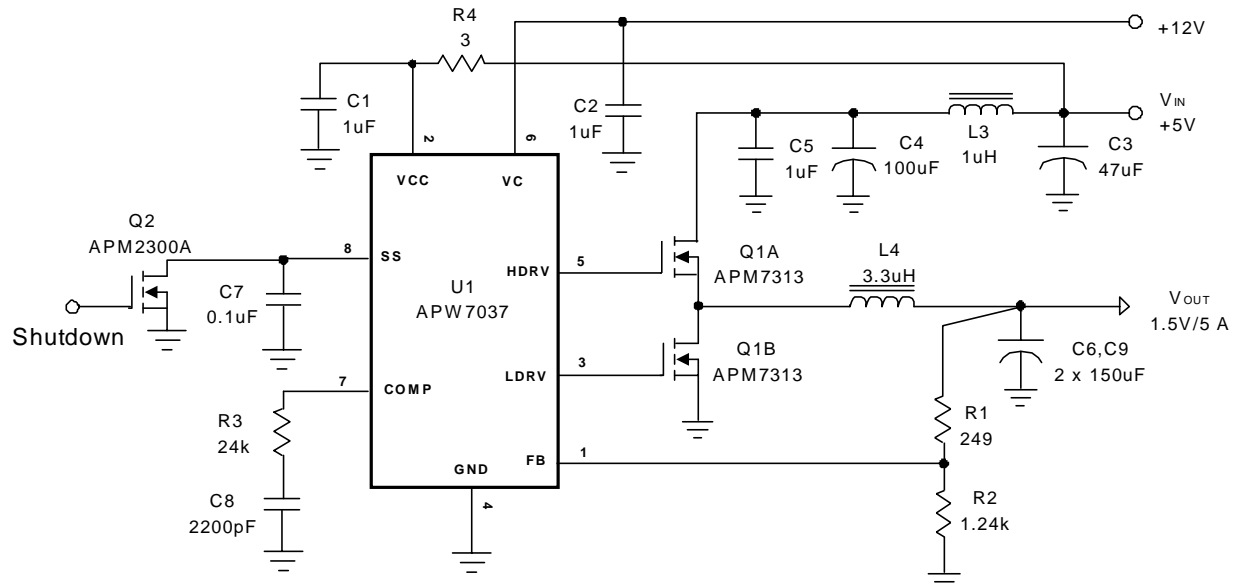 R4
3
+12V
C1
1uF
C2
1uF
VIN
+5V
L3
1uH
C5
1uF
C4
100uF
C3
47uF
2
6
VCC
VC
Q2
APM2300A
8
SS
U1
APW7037
HDRV
5
Q1A
APM7313
L4
3.3uH
C7
0.1uF
Shutdown
VOUT
1.5V/5 A
Q1B
APM7313
C6,C9
2 x 150uF
LDRV
3
7
COMP
R3
24k
R1
249
FB
1
GND
4
C8
2200pF
R2
1.24k